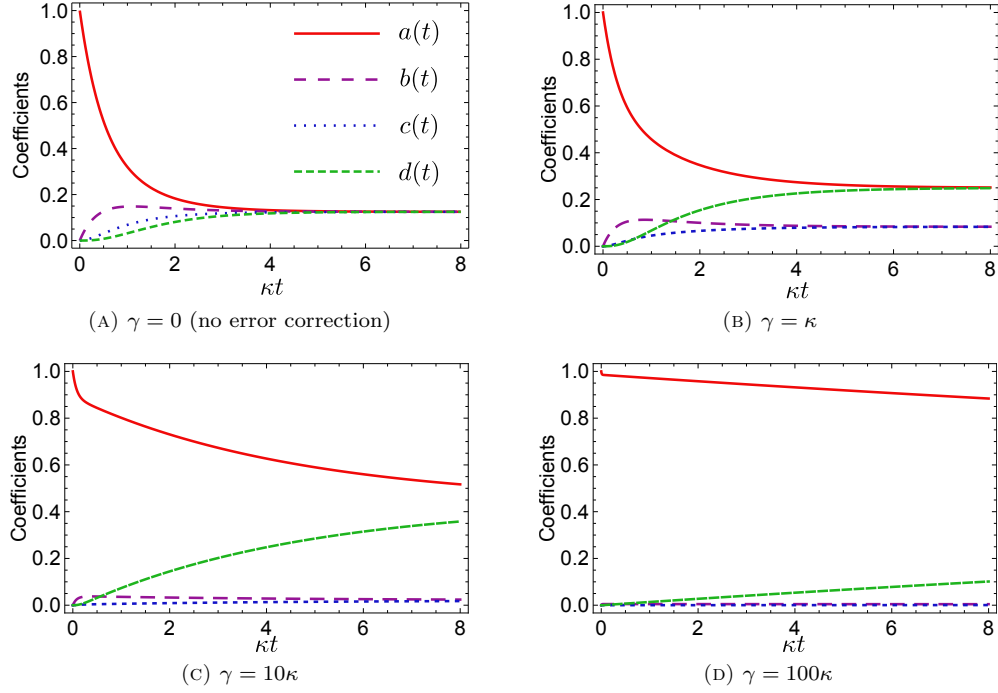 1.0
0.8
0.6
0.4
0.2
0.0
Coefficients
a(t)
b(t)
c(t)
d(t)
0 2 4 6 8
κt
(A) γ = 0 (no error correction)
1.0
0.8
0.6
0.4
0.2
0.0
Coefficients
0 2 4 6 8
κt
(B) γ = κ
1.0
0.8
0.6
0.4
0.2
0.0
Coefficients
0 2 4 6 8
κt
(C) γ = 10κ
1.0
0.8
0.6
0.4
0.2
0.0
Coefficients
0 2 4 6 8
κt
(D) γ = 100κ